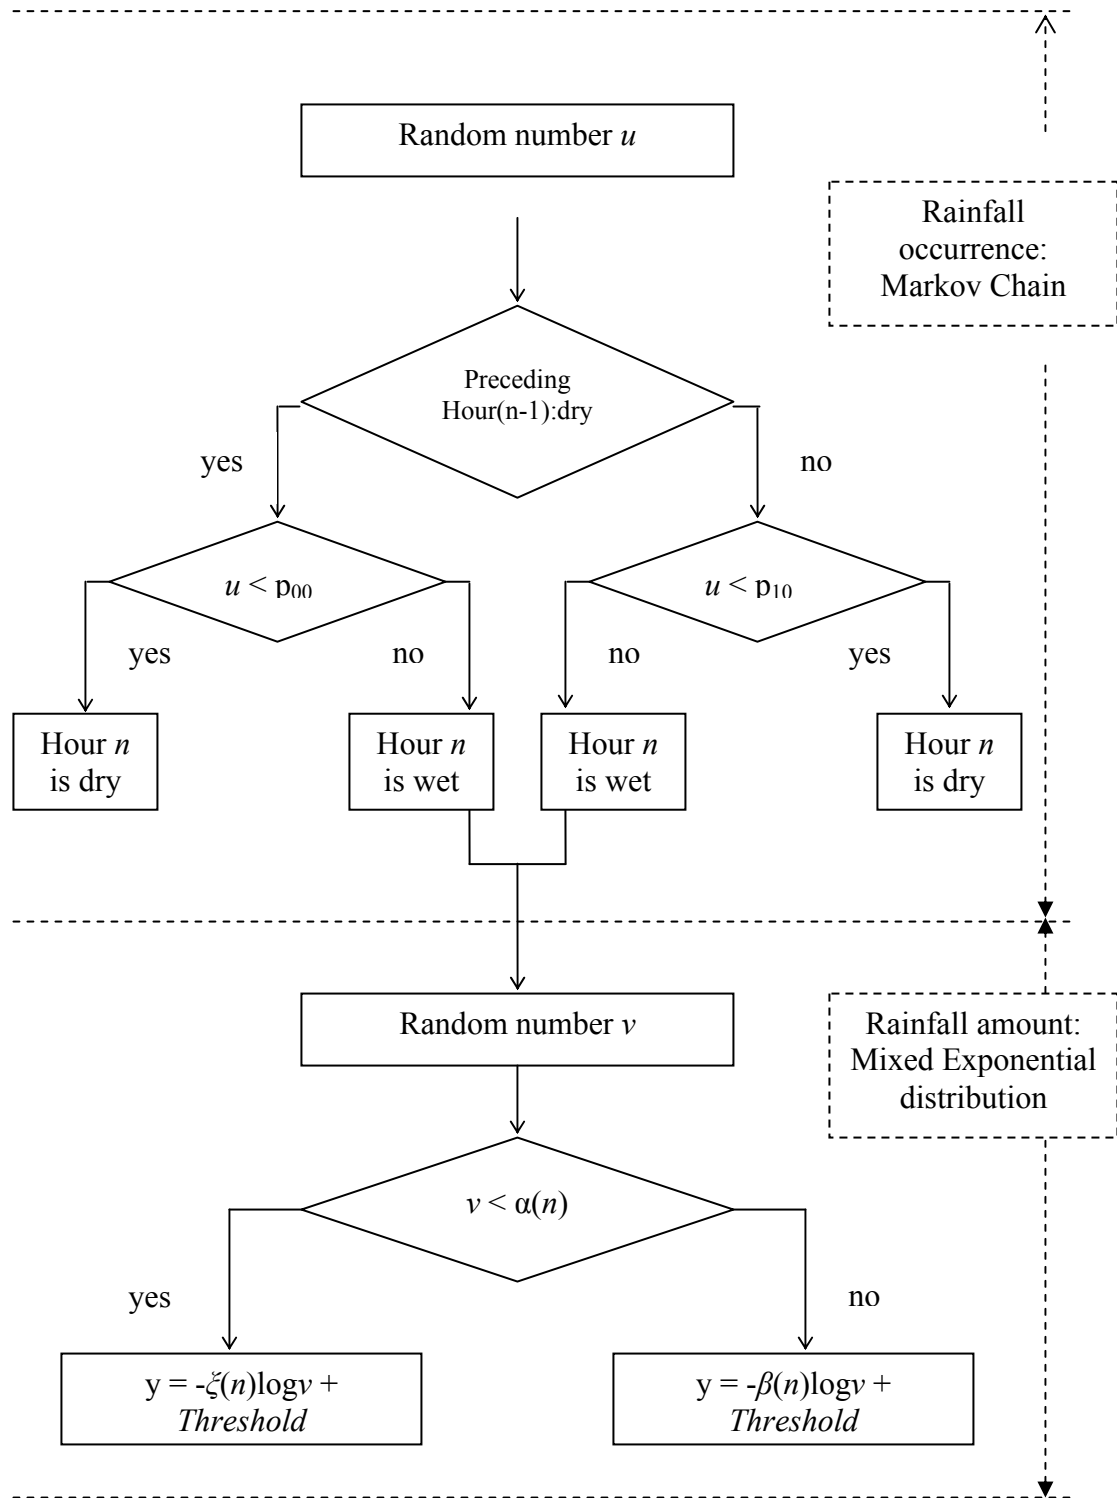 Random number u
Rainfall
occurrence:
Markov Chain
Preceding
Hour(n-1):dry
yes
no
u < p₀₀
u < p₁₀
yes
no
no
yes
Hour n
is dry
Hour n
is wet
Hour n
is wet
Hour n
is dry
Random number v
Rainfall amount:
Mixed Exponential
distribution
v < α(n)
yes
no
y = -ξ(n)logv +
Threshold
y = -β(n)logv +
Threshold